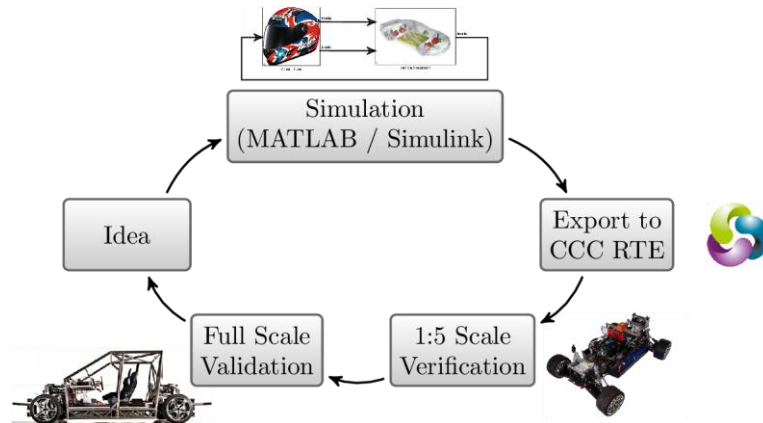 Simulation
(MATLAB / Simulink)
Idea
Export to
CCC RTE
Full Scale
Validation
1:5 Scale
Verification